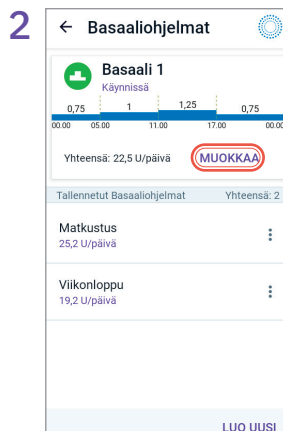 2
← Basaaliohjelmat
Basaali 1
Käynnissä
0,75 1 1,25 0,75
00.00 05.00 11.00 17.00 00.00
Yhteensä: 22,5 U/päivä MUOKKAA
Tallennetut Basaaliohjelmat Yhteensä: 2
Matkustus
25,2 U/päivä
Viikonloppu
19,2 U/päivä
LUO UUSI